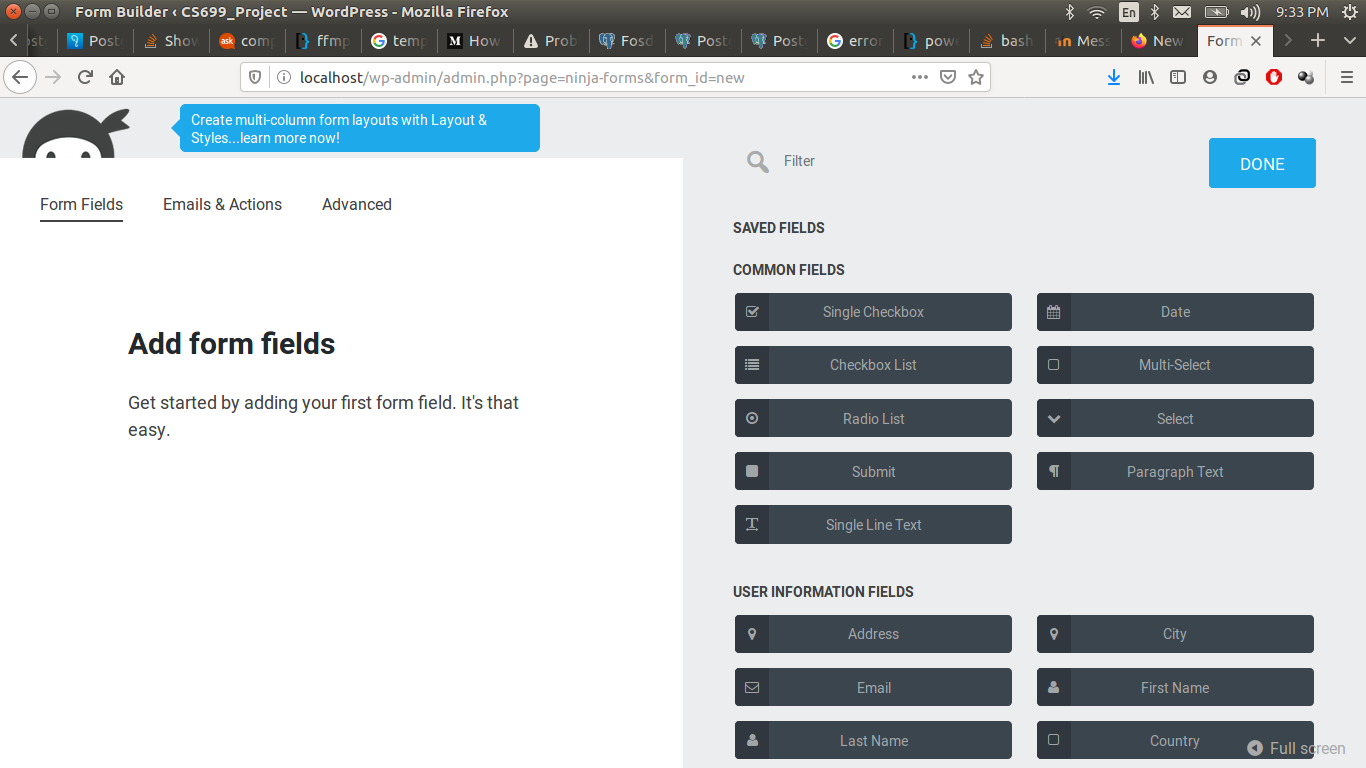 Form Builder ‹ CS699_Project — WordPress - Mozilla Firefox
En
9:33 PM
Poste
Show
ask
comp
ffmp
temp
M
How
Prob
Fosd
Post
Post
error
powe
bash
Mess
New
Form
localhost/wp-admin/admin.php?page=ninja-forms&form_id=new
Create multi-column form layouts with Layout &
Styles...learn more now!
Filter
DONE
Form Fields
Emails & Actions
Advanced
Add form fields
Get started by adding your first form field. It's that
easy.
SAVED FIELDS
COMMON FIELDS
Single Checkbox
Date
Checkbox List
Multi-Select
Radio List
Select
Submit
Paragraph Text
Single Line Text
USER INFORMATION FIELDS
Address
City
Email
First Name
Last Name
Country
Full screen